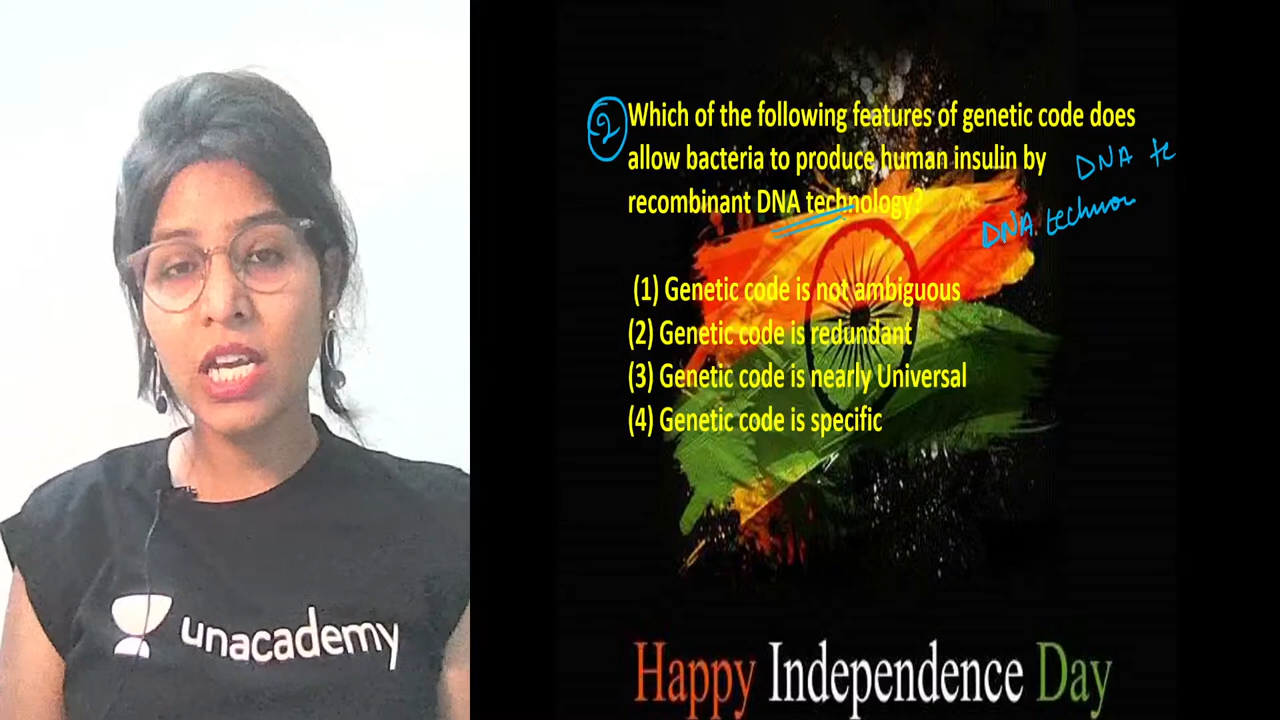 ② Which of the following features of genetic code does
allow bacteria to produce human insulin by
recombinant DNA technology?
DNA te
DNA technol
(1) Genetic code is not ambiguous
(2) Genetic code is redundant
(3) Genetic code is nearly Universal
(4) Genetic code is specific
unacademy
Happy Independence Day